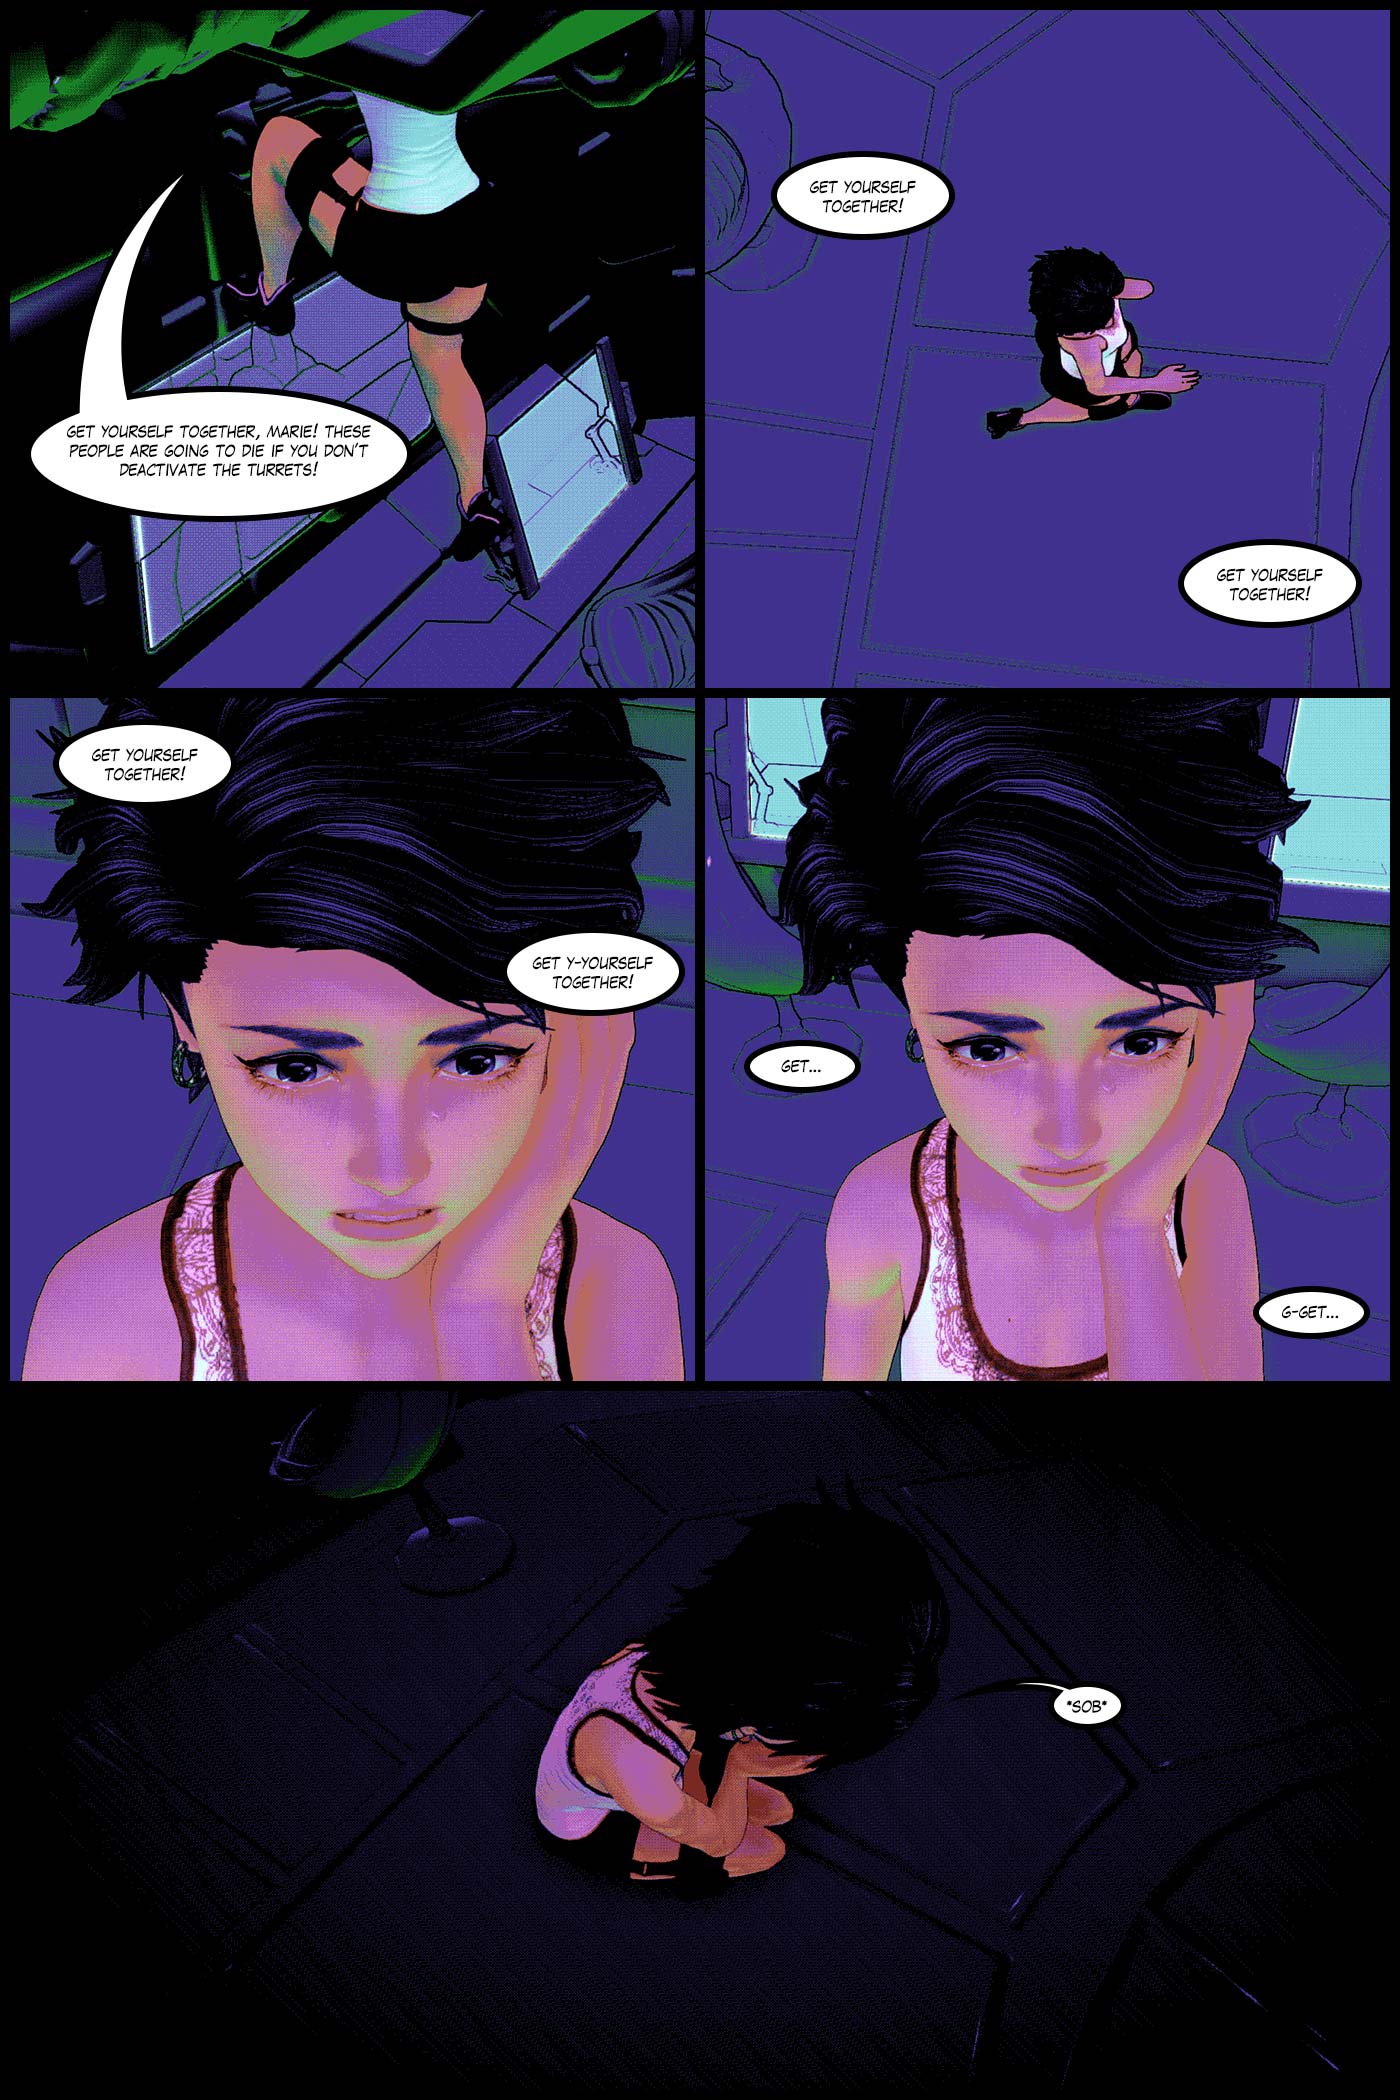 GET YOURSELF TOGETHER, MARIE! THESE
PEOPLE ARE GOING TO DIE IF YOU DON'T
DEACTIVATE THE TURRETS!
GET YOURSELF
TOGETHER!
GET YOURSELF
TOGETHER!
GET YOURSELF
TOGETHER!
GET Y-YOURSELF
TOGETHER!
GET...
G-GET...
*SOB*